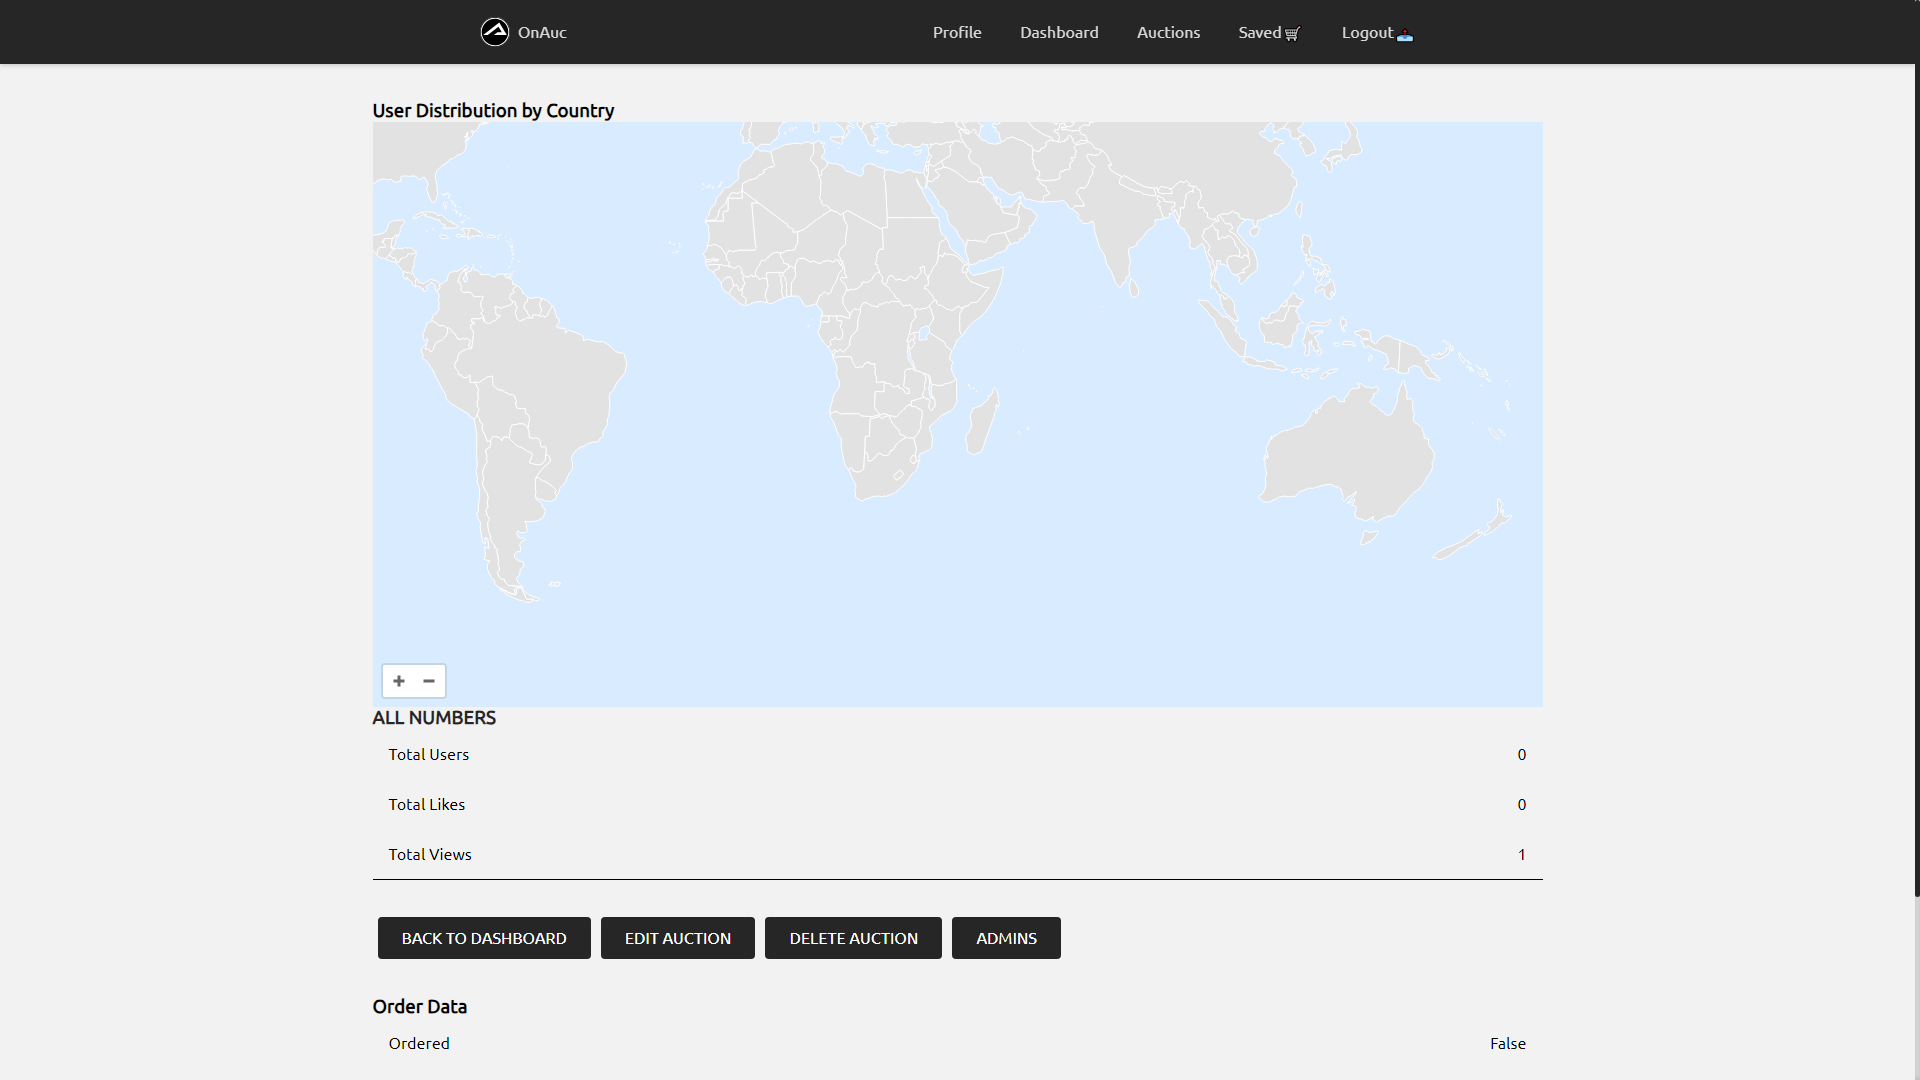 OnAuc
Profile
Dashboard
Auctions
Saved
Logout
User Distribution by Country
+ −
ALL NUMBERS
Total Users 0
Total Likes 0
Total Views 1
BACK TO DASHBOARD
EDIT AUCTION
DELETE AUCTION
ADMINS
Order Data
Ordered False